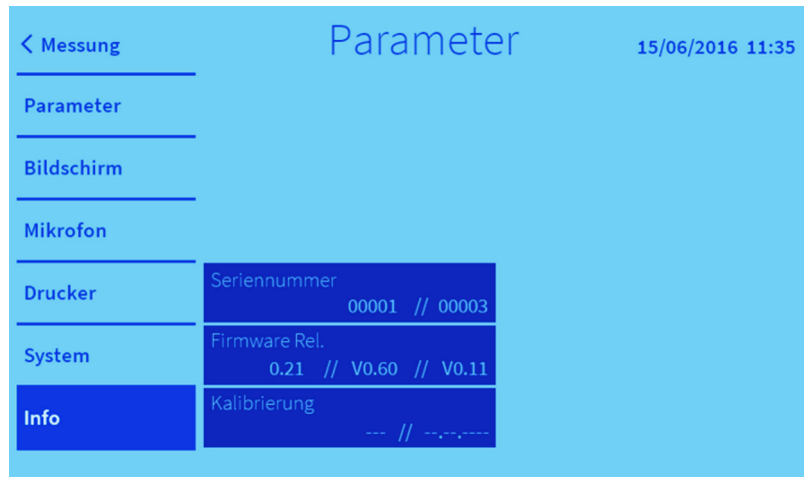 < Messung
Parameter
15/06/2016 11:35
Parameter
Bildschirm
Mikrofon
Drucker
System
Info
Seriennummer
00001 // 00003
Firmware Rel.
0.21 // V0.60 // V0.11
Kalibrierung
--- // --.--.----